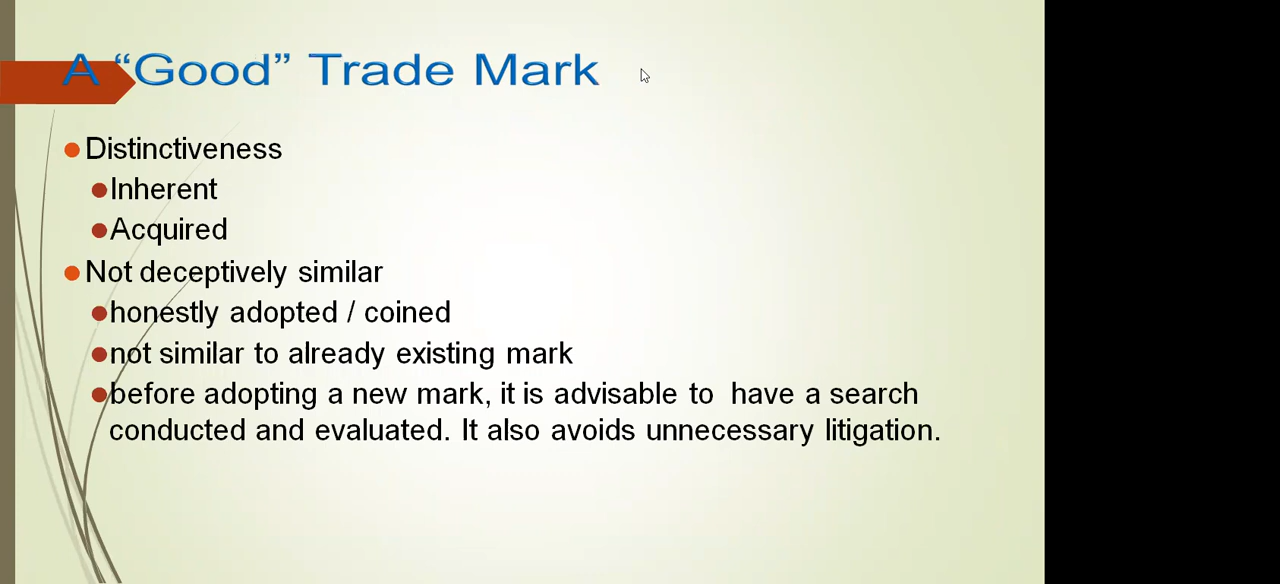 A “Good” Trade Mark
Distinctiveness
Inherent
Acquired
Not deceptively similar
honestly adopted / coined
not similar to already existing mark
before adopting a new mark, it is advisable to have a search
conducted and evaluated. It also avoids unnecessary litigation.